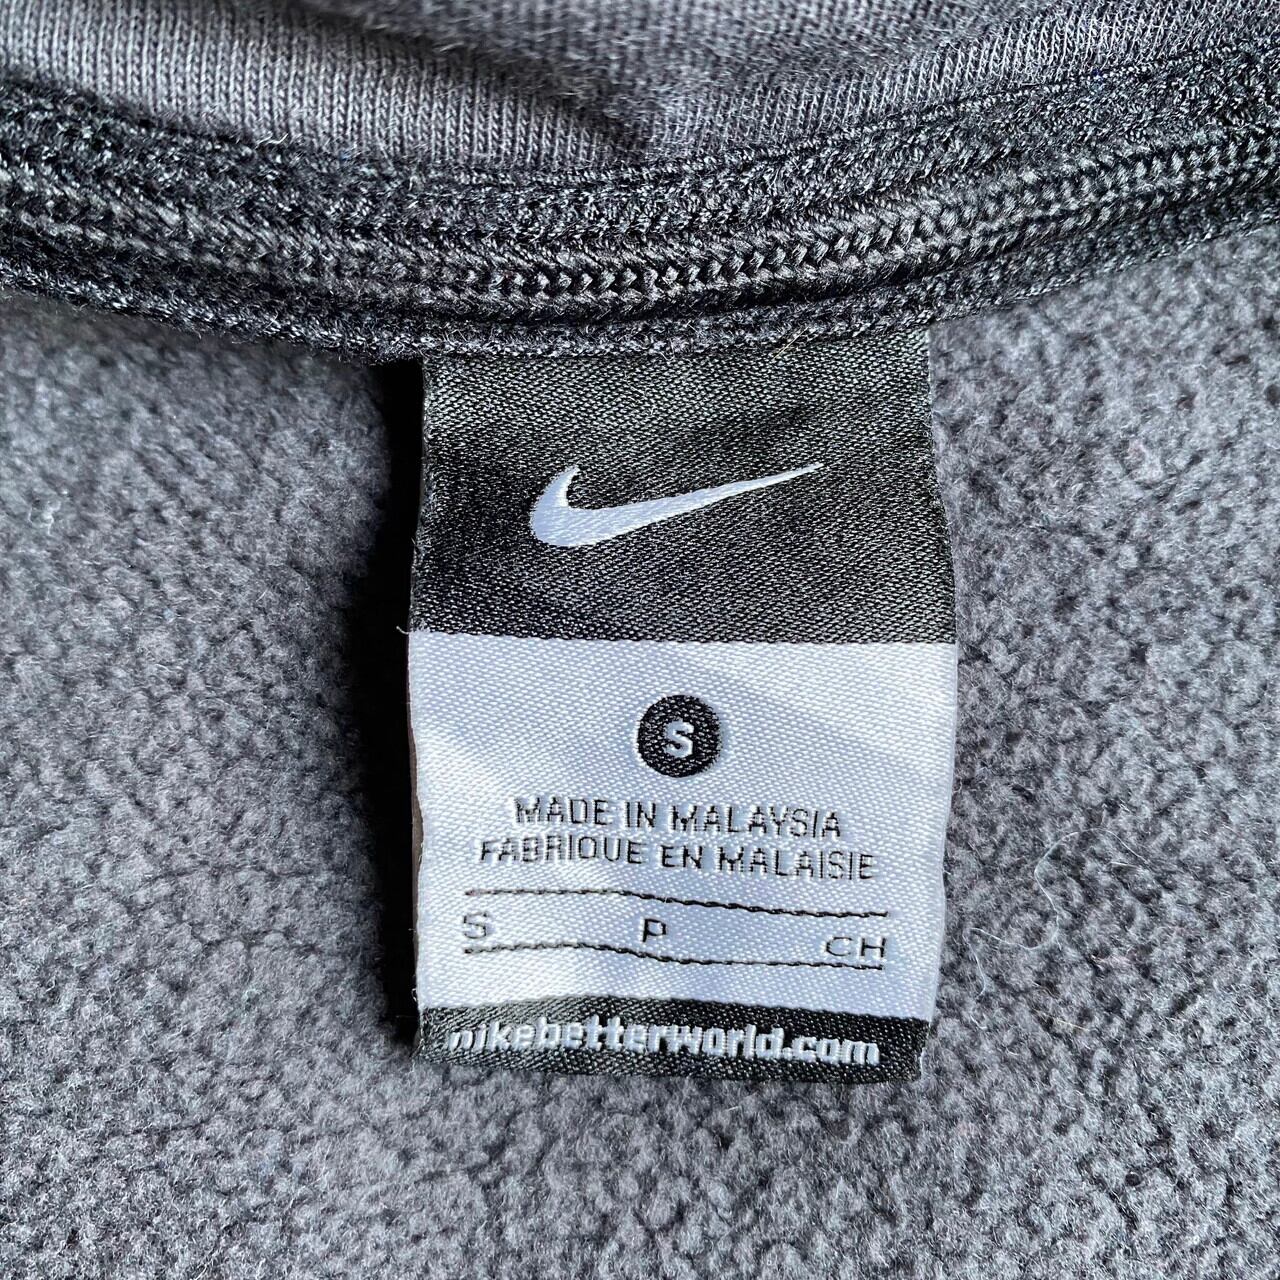 S
MADE IN MALAYSIA
FABRIQUE EN MALAISIE
S P CH
nikebetterworld.com